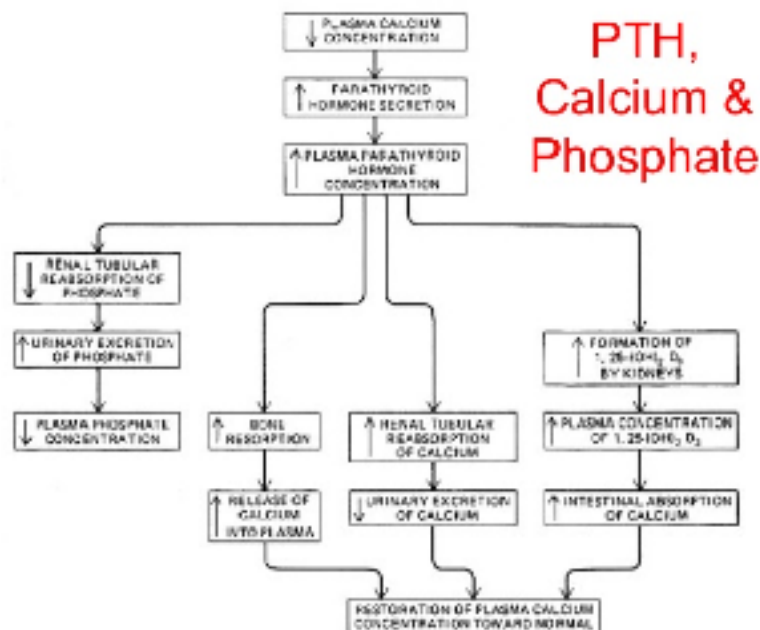 PTH,
Calcium &
Phosphate
↓ PLASMA CALCIUM
CONCENTRATION
↑ PARATHYROID
HORMONE SECRETION
↑ PLASMA PARATHYROID
HORMONE
CONCENTRATION
↓ RENAL TUBULAR
REABSORPTION OF
PHOSPHATE
↑ URINARY EXCRETION
OF PHOSPHATE
↓ PLASMA PHOSPHATE
CONCENTRATION
↑ BONE
RESORPTION
↑ RELEASE OF
CALCIUM
INTO PLASMA
↑ RENAL TUBULAR
REABSORPTION
OF CALCIUM
↓ URINARY EXCRETION
OF CALCIUM
↑ FORMATION OF
1, 25-(OH)₂ D₃
BY KIDNEYS
↑ PLASMA CONCENTRATION
OF 1, 25-(OH)₂ D₃
↑ INTESTINAL ABSORPTION
OF CALCIUM
RESTORATION OF PLASMA CALCIUM
CONCENTRATION TOWARD NORMAL